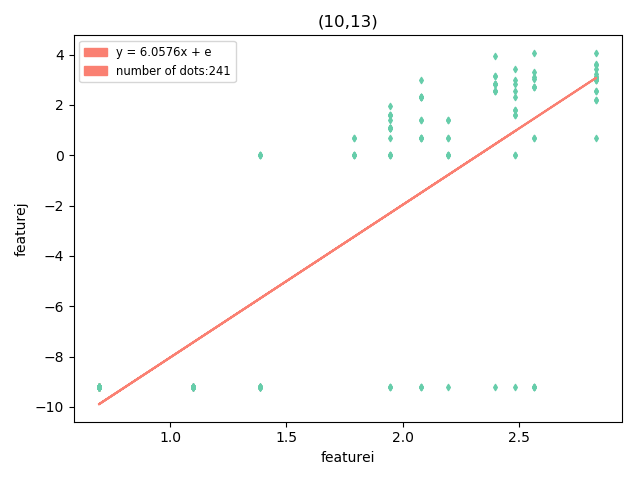 (10,13)
y = 6.0576x + e
number of dots:241
4
2
0
−2
−4
−6
−8
−10
featurej
1.0 1.5 2.0 2.5
featurei